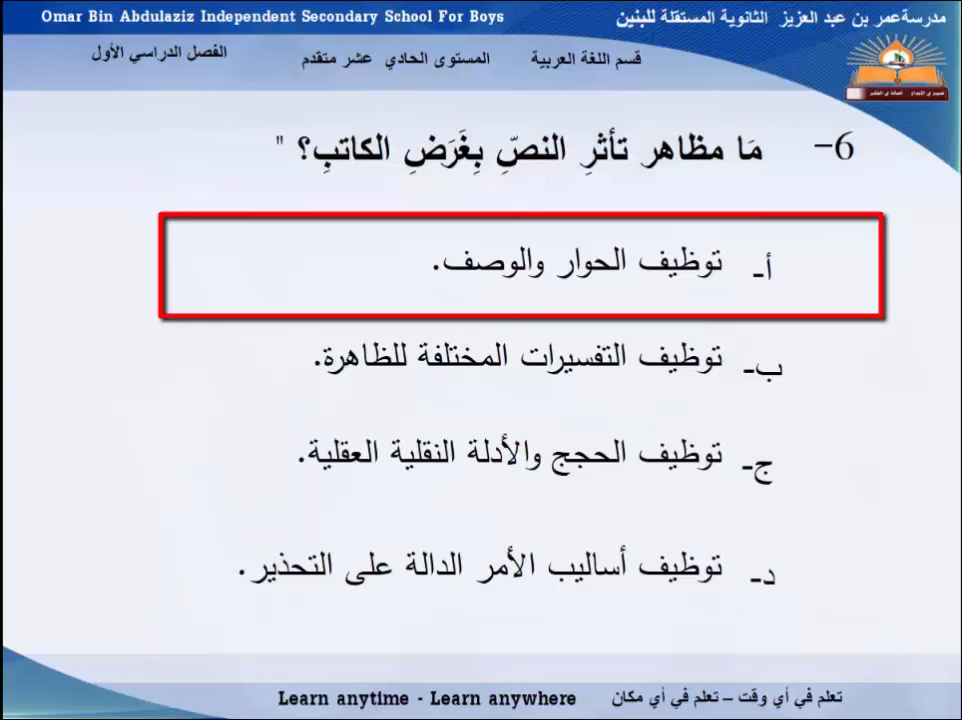 Omar Bin Abdulaziz Independent Secondary School For Boys
مدرسةعمر بن عبد العزيز الثانوية المستقلة للبنين
قسم اللغة العربية المستوى الحادي عشر متقدم الفصل الدراسي الأول
6- مَا مظاهر تأثرِ النصّ بِغَرَضِ الكاتبِ؟ "
أ- توظيف الحوار والوصف.
ب- توظيف التفسيرات المختلفة للظاهرة.
ج- توظيف الحجج والأدلة النقلية العقلية.
د- توظيف أساليب الأمر الدالة على التحذير.
تعلم في أي وقت – تعلم في أي مكان Learn anytime - Learn anywhere